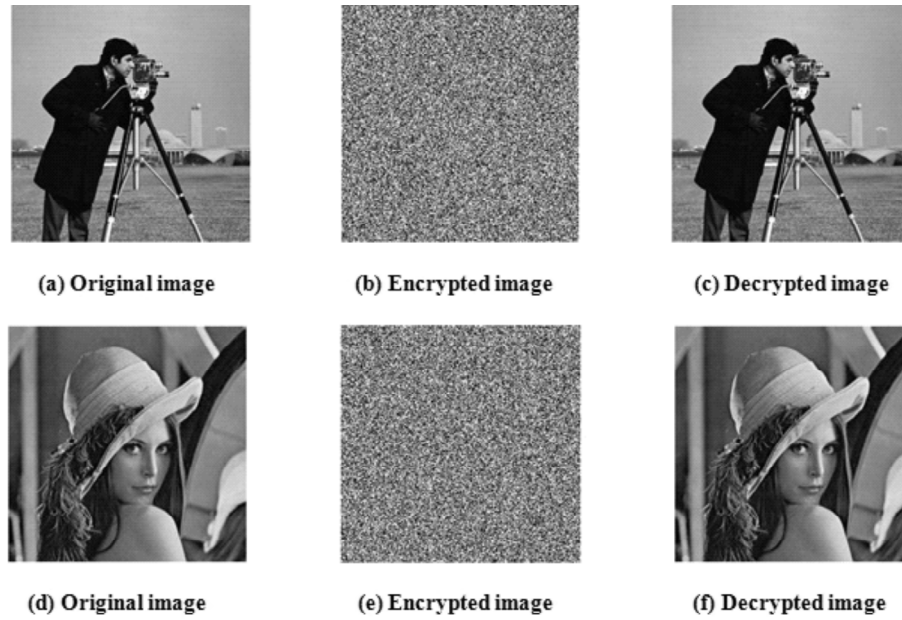 (a) Original image
(b) Encrypted image
(c) Decrypted image
(d) Original image
(e) Encrypted image
(f) Decrypted image